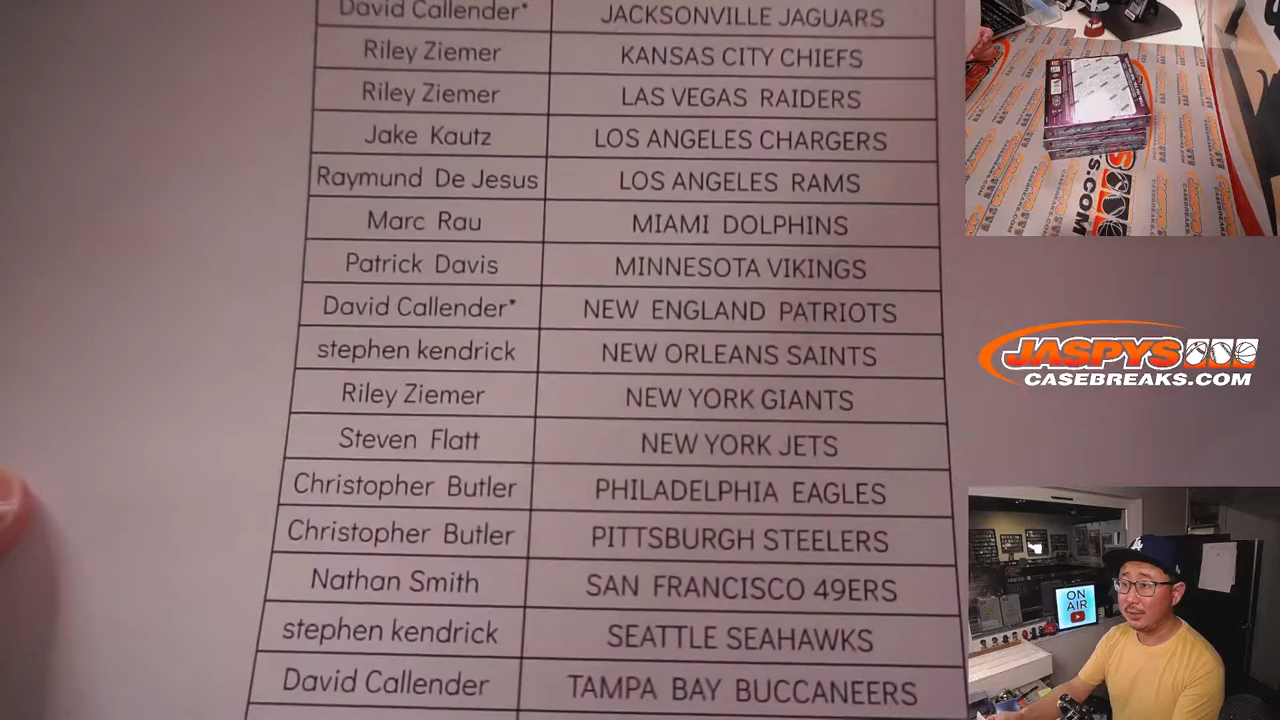 David Callender* JACKSONVILLE JAGUARS
Riley Ziemer KANSAS CITY CHIEFS
Riley Ziemer LAS VEGAS RAIDERS
Jake Kautz LOS ANGELES CHARGERS
Raymund De Jesus LOS ANGELES RAMS
Marc Rau MIAMI DOLPHINS
Patrick Davis MINNESOTA VIKINGS
David Callender* NEW ENGLAND PATRIOTS
stephen kendrick NEW ORLEANS SAINTS
Riley Ziemer NEW YORK GIANTS
Steven Flatt NEW YORK JETS
Christopher Butler PHILADELPHIA EAGLES
Christopher Butler PITTSBURGH STEELERS
Nathan Smith SAN FRANCISCO 49ERS
stephen kendrick SEATTLE SEAHAWKS
David Callender TAMPA BAY BUCCANEERS
JASPYS
CASEBREAKS.COM
S.COM
ON
AIR
LA